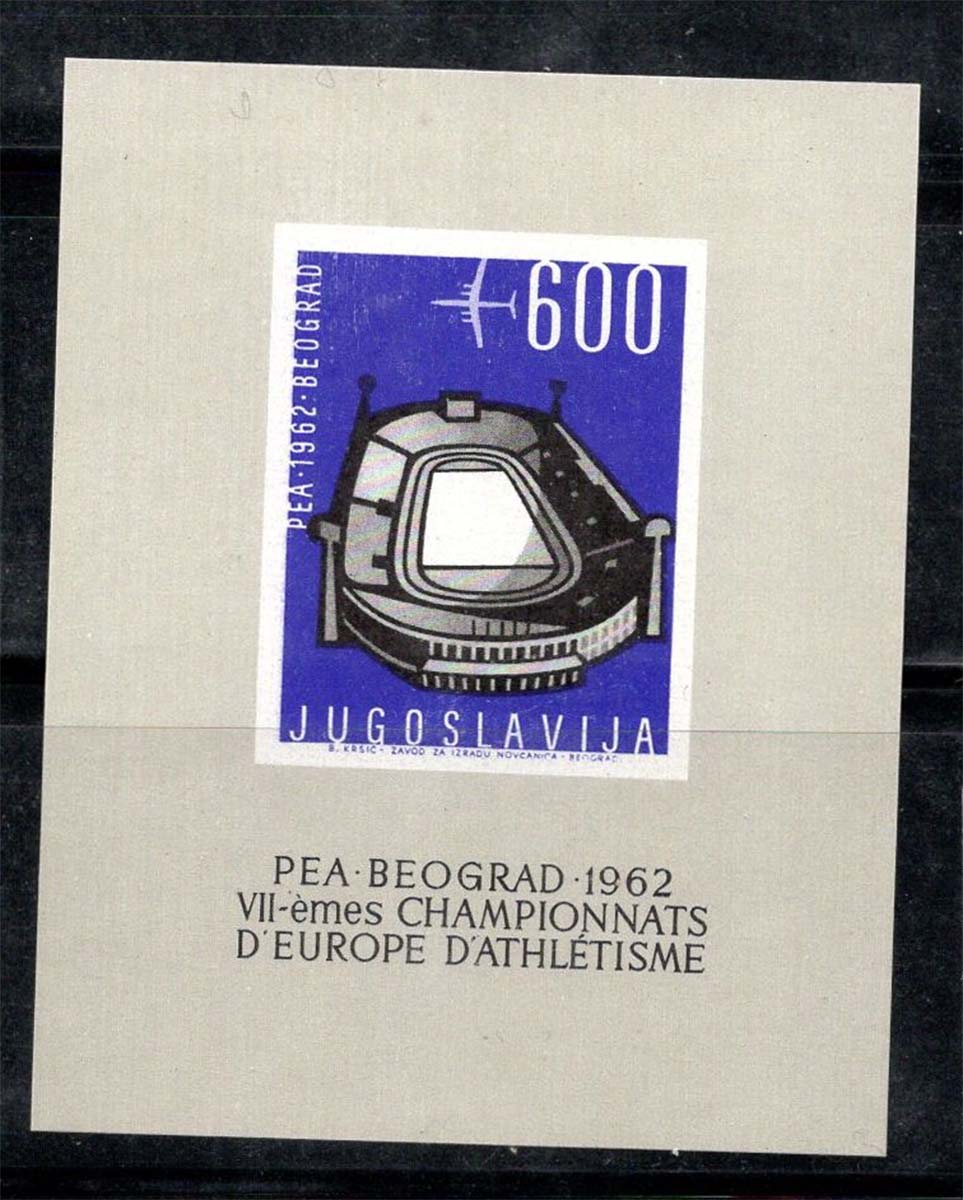 600
PEA·1962·BEOGRAD
JUGOSLAVIJA
B. KRSIĆ - ZAVOD ZA IZRADU NOVČANICA - BEOGRAD
PEA·BEOGRAD·1962
VII-èmes CHAMPIONNATS
D'EUROPE D'ATHLÉTISME